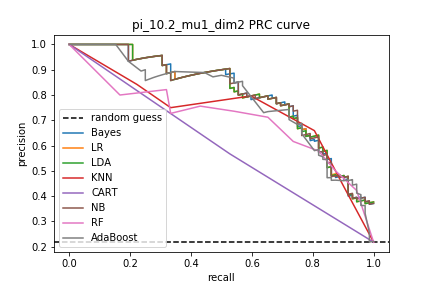 pi_10.2_mu1_dim2 PRC curve
1.0
0.9
0.8
0.7
0.6
0.5
0.4
0.3
0.2
precision
random guess
Bayes
LR
LDA
KNN
CART
NB
RF
AdaBoost
0.0 0.2 0.4 0.6 0.8 1.0
recall